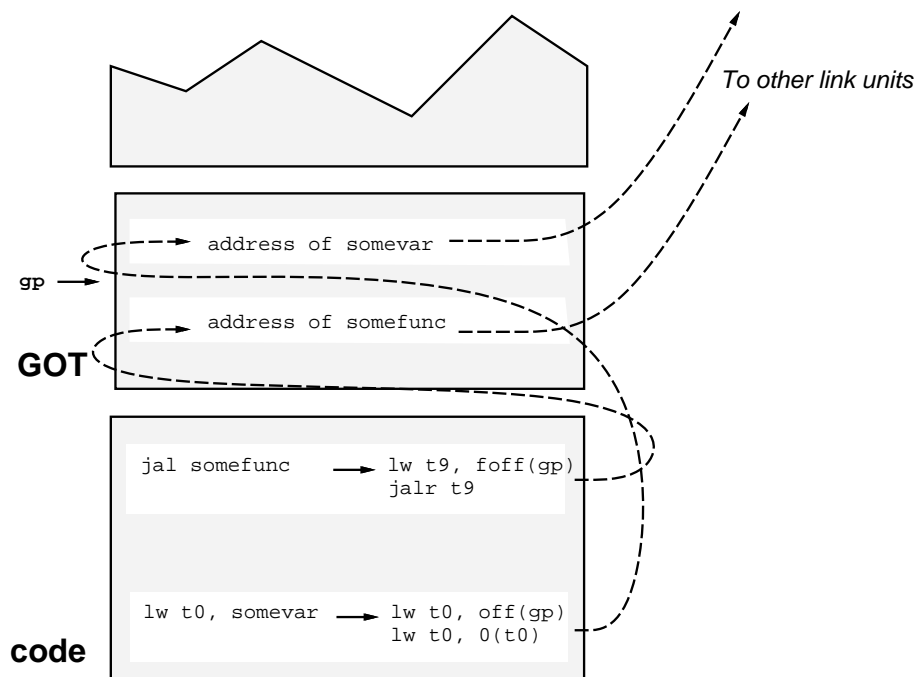 To other link units
address of somevar
gp
address of somefunc
GOT
jal somefunc lw t9, foff(gp)
jalr t9
lw t0, somevar lw t0, off(gp)
lw t0, 0(t0)
code